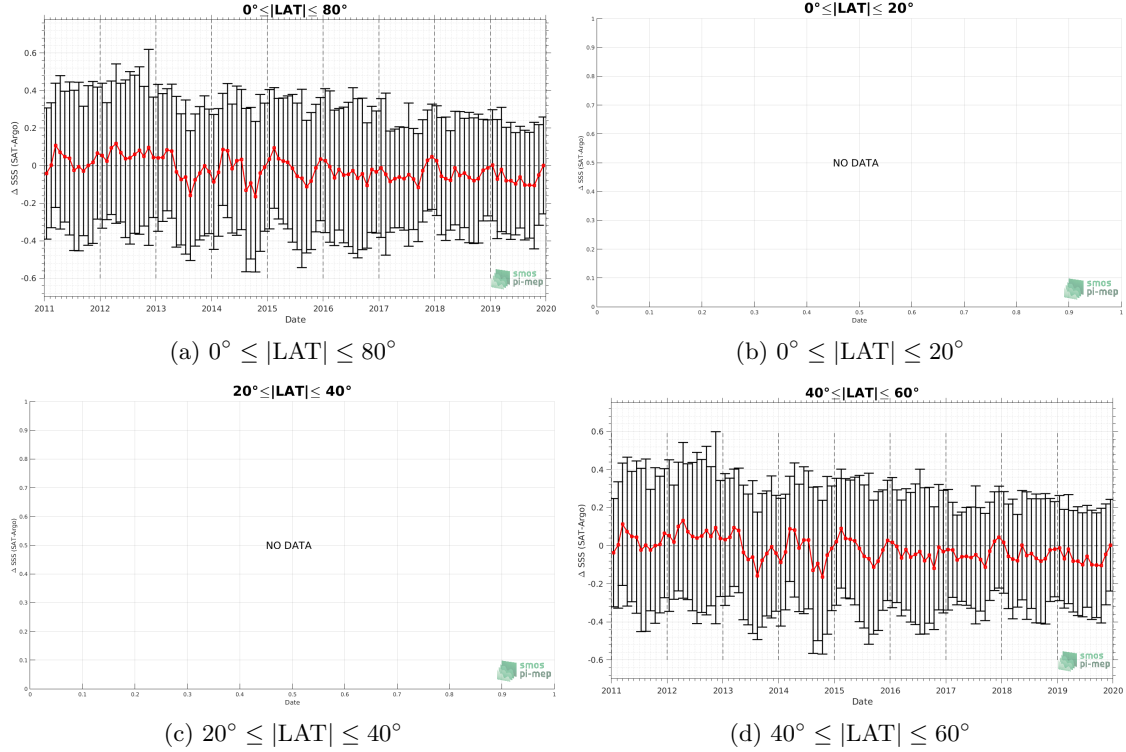 0°≤|LAT|≤ 80°
Δ SSS (SAT-Argo)
0.6
0.4
0.2
0
-0.2
-0.4
-0.6
2011 2012 2013 2014 2015 2016 2017 2018 2019 2020
Date
smos
pi-mep
(a) 0° ≤ |LAT| ≤ 80°
0°≤|LAT|≤ 20°
Δ SSS (SAT-Argo)
1
0.9
0.8
0.7
0.6
0.5
0.4
0.3
0.2
0.1
0
NO DATA
0 0.1 0.2 0.3 0.4 0.5 0.6 0.7 0.8 0.9 1
Date
smos
pi-mep
(b) 0° ≤ |LAT| ≤ 20°
20°≤|LAT|≤ 40°
Δ SSS (SAT-Argo)
1
0.9
0.8
0.7
0.6
0.5
0.4
0.3
0.2
0.1
0
NO DATA
0 0.1 0.2 0.3 0.4 0.5 0.6 0.7 0.8 0.9 1
Date
smos
pi-mep
(c) 20° ≤ |LAT| ≤ 40°
40°≤|LAT|≤ 60°
Δ SSS (SAT-Argo)
0.6
0.4
0.2
0
-0.2
-0.4
-0.6
2011 2012 2013 2014 2015 2016 2017 2018 2019 2020
Date
smos
pi-mep
(d) 40° ≤ |LAT| ≤ 60°